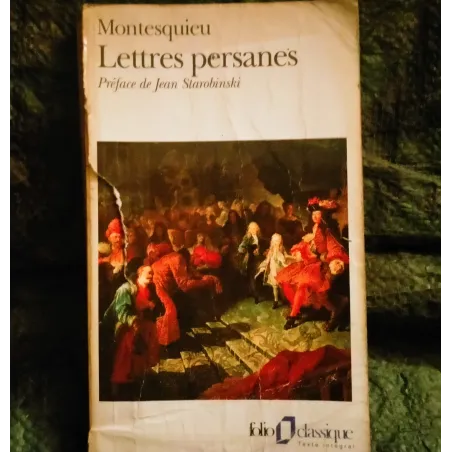 Montesquieu
Lettres persanes
Préface de Jean Starobinski
folio classique
Texte intégral